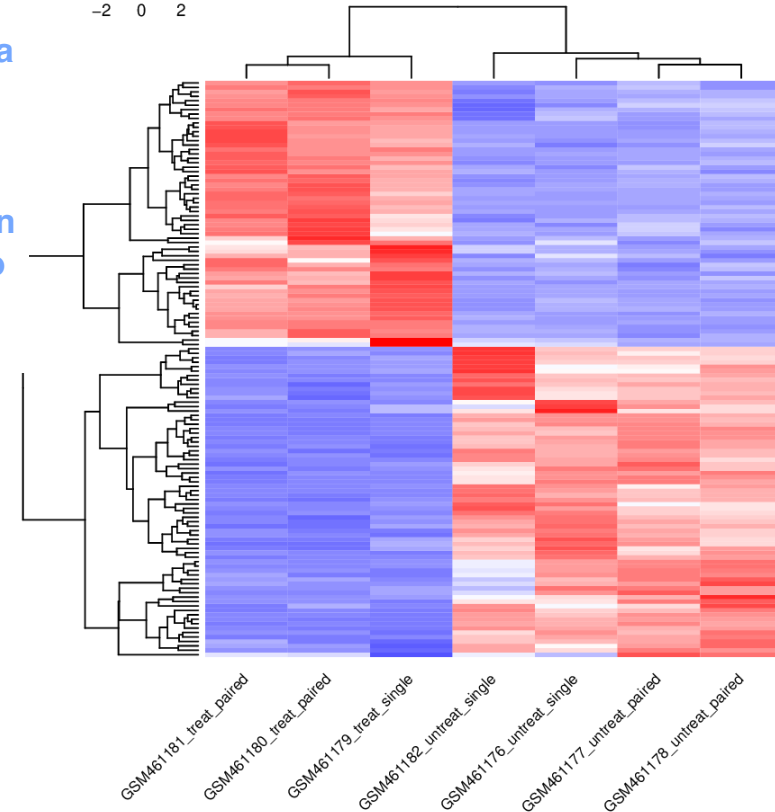 −2 0 2
a
n
GSM461181_treat_paired
GSM461180_treat_paired
GSM461179_treat_single
GSM461182_untreat_single
GSM461176_untreat_single
GSM461177_untreat_paired
GSM461178_untreat_paired